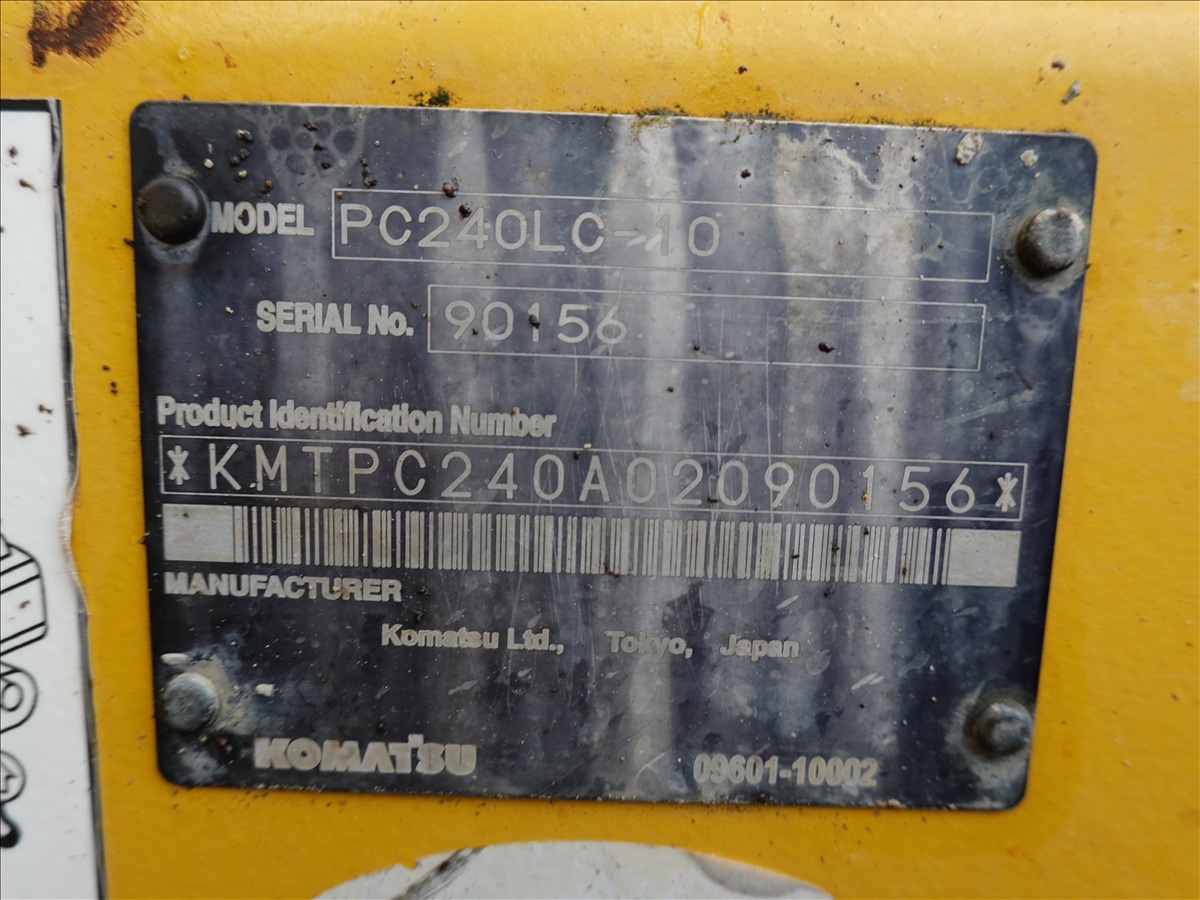 MODEL PC240LC-10
SERIAL No. 90156
Product Identification Number
*KMTPC240A02090156*
MANUFACTURER
Komatsu Ltd., Tokyo, Japan
KOMATSU 09601-10002